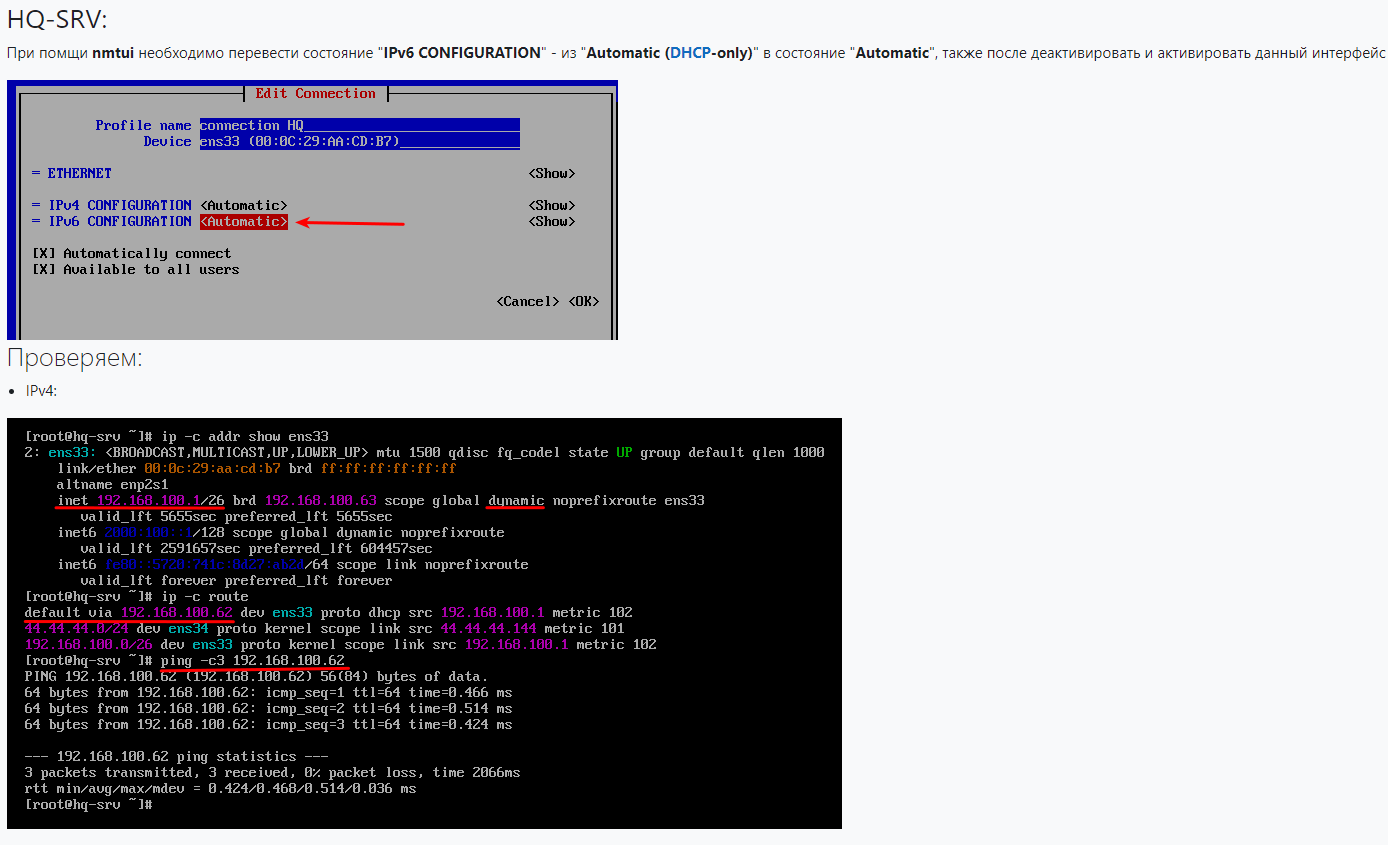 HQ-SRV:
При помщи nmtui необходимо перевести состояние "IPv6 CONFIGURATION" - из "Automatic (DHCP-only)" в состояние "Automatic", также после деактивировать и активировать данный интерфейс
Edit Connection
Profile name connection HQ
Device ens33 (00:0C:29:AA:CD:B7)
= ETHERNET <Show>
= IPv4 CONFIGURATION <Automatic> <Show>
= IPv6 CONFIGURATION <Automatic> <Show>
[X] Automatically connect
[X] Available to all users
<Cancel> <OK>
Проверяем:
• IPv4:
[root@hq-srv ~]# ip -c addr show ens33
2: ens33: <BROADCAST,MULTICAST,UP,LOWER_UP> mtu 1500 qdisc fq_codel state UP group default qlen 1000
link/ether 00:0c:29:aa:cd:b7 brd ff:ff:ff:ff:ff:ff
altname enp2s1
inet 192.168.100.1/26 brd 192.168.100.63 scope global dynamic noprefixroute ens33
valid_lft 5655sec preferred_lft 5655sec
inet6 2000:100::1/128 scope global dynamic noprefixroute
valid_lft 2591657sec preferred_lft 604457sec
inet6 fe80::5720:741c:8d27:ab2d/64 scope link noprefixroute
valid_lft forever preferred_lft forever
[root@hq-srv ~]# ip -c route
default via 192.168.100.62 dev ens33 proto dhcp src 192.168.100.1 metric 102
44.44.44.0/24 dev ens34 proto kernel scope link src 44.44.44.144 metric 101
192.168.100.0/26 dev ens33 proto kernel scope link src 192.168.100.1 metric 102
[root@hq-srv ~]# ping -c3 192.168.100.62
PING 192.168.100.62 (192.168.100.62) 56(84) bytes of data.
64 bytes from 192.168.100.62: icmp_seq=1 ttl=64 time=0.466 ms
64 bytes from 192.168.100.62: icmp_seq=2 ttl=64 time=0.514 ms
64 bytes from 192.168.100.62: icmp_seq=3 ttl=64 time=0.424 ms
--- 192.168.100.62 ping statistics ---
3 packets transmitted, 3 received, 0% packet loss, time 2066ms
rtt min/avg/max/mdev = 0.424/0.468/0.514/0.036 ms
[root@hq-srv ~]#